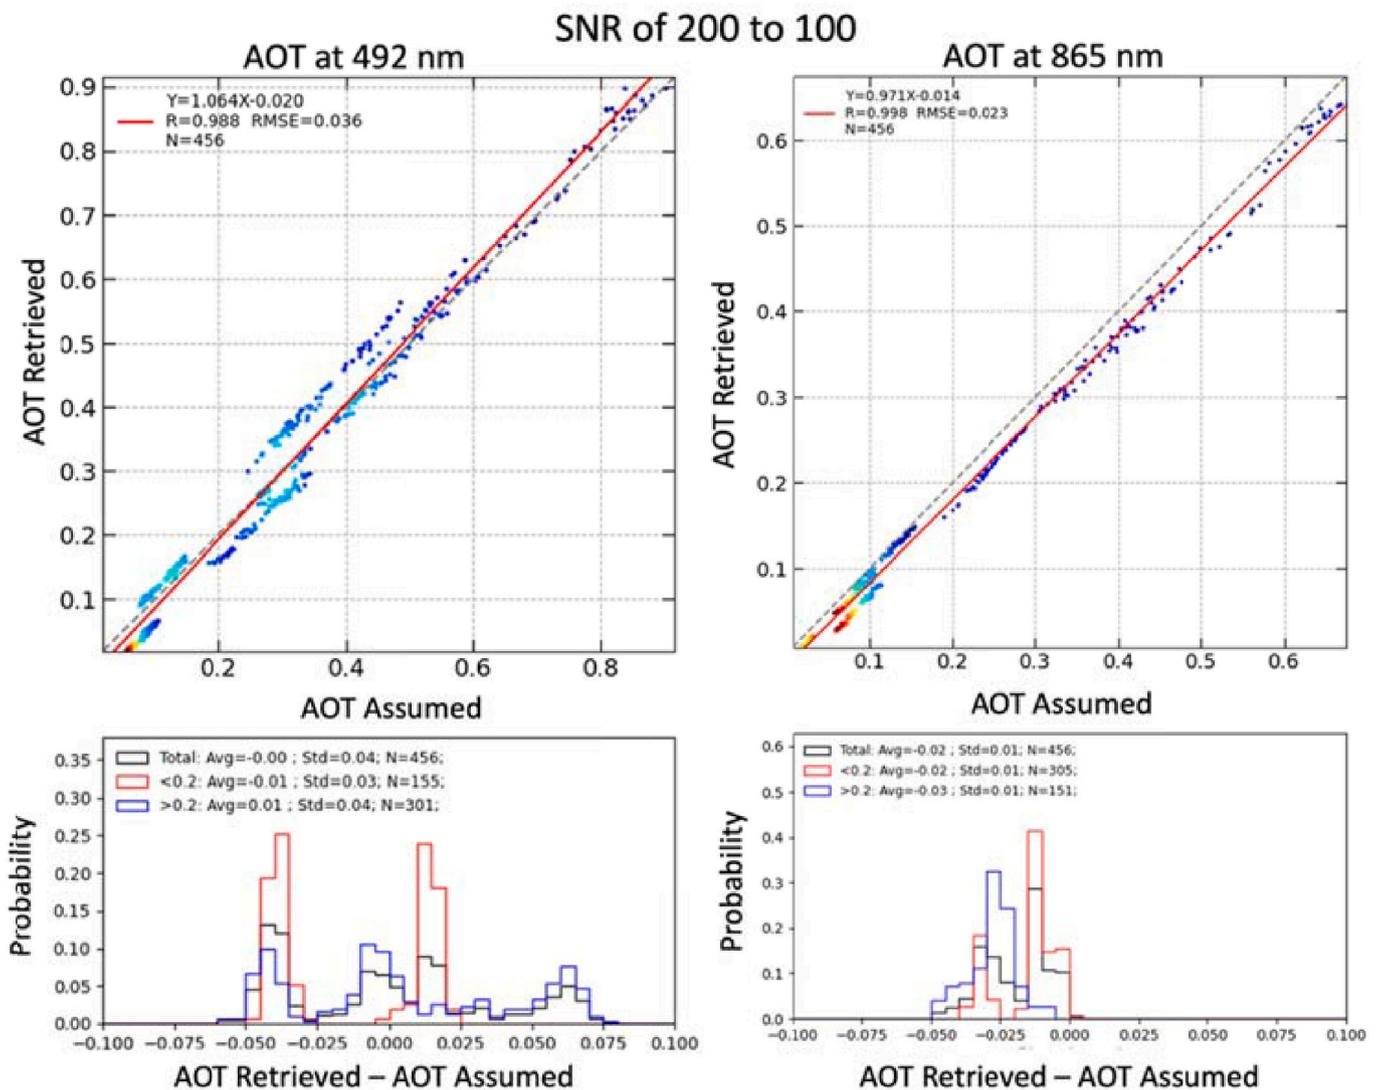 SNR of 200 to 100
AOT at 492 nm
Y=1.064X-0.020
R=0.988 RMSE=0.036
N=456
0.9
0.8
0.7
0.6
0.5
0.4
0.3
0.2
0.1
AOT Retrieved
0.2 0.4 0.6 0.8
AOT Assumed
AOT at 865 nm
Y=0.971X-0.014
R=0.998 RMSE=0.023
N=456
0.6
0.5
0.4
0.3
0.2
0.1
AOT Retrieved
0.1 0.2 0.3 0.4 0.5 0.6
AOT Assumed
Total: Avg=-0.00 ; Std=0.04; N=456;
<0.2: Avg=-0.01 ; Std=0.03; N=155;
>0.2: Avg=0.01 ; Std=0.04; N=301;
0.35
0.30
0.25
0.20
0.15
0.10
0.05
0.00
Probability
−0.100 −0.075 −0.050 −0.025 0.000 0.025 0.050 0.075 0.100
AOT Retrieved – AOT Assumed
Total: Avg=-0.02 ; Std=0.01; N=456;
<0.2: Avg=-0.02 ; Std=0.01; N=305;
>0.2: Avg=-0.03 ; Std=0.01; N=151;
0.6
0.5
0.4
0.3
0.2
0.1
0.0
Probability
−0.100 −0.075 −0.050 −0.025 0.000 0.025 0.050 0.075 0.100
AOT Retrieved – AOT Assumed